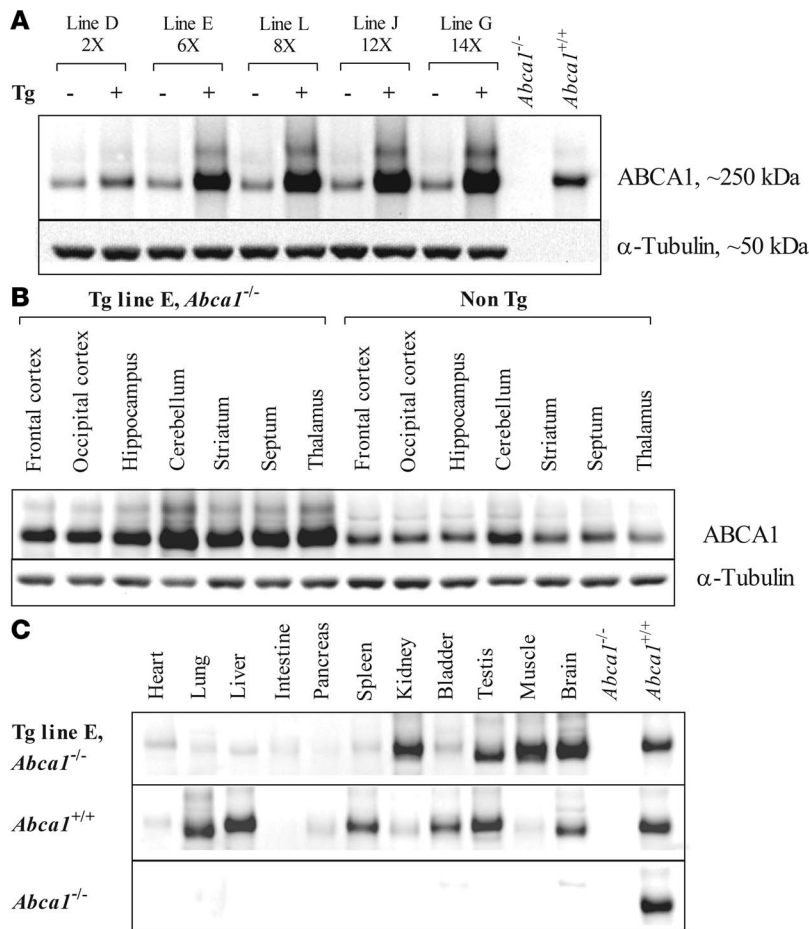 A
Line D Line E Line L Line J Line G
2X 6X 8X 12X 14X
Abca1-/- Abca1+/+
Tg - + - + - + - + - +
ABCA1, ~250 kDa
α-Tubulin, ~50 kDa
B
Tg line E, Abca1-/- Non Tg
Frontal cortex Occipital cortex Hippocampus Cerebellum Striatum Septum Thalamus Frontal cortex Occipital cortex Hippocampus Cerebellum Striatum Septum Thalamus
ABCA1
α-Tubulin
C
Heart Lung Liver Intestine Pancreas Spleen Kidney Bladder Testis Muscle Brain Abca1-/- Abca1+/+
Tg line E,
Abca1-/-
Abca1+/+
Abca1-/-